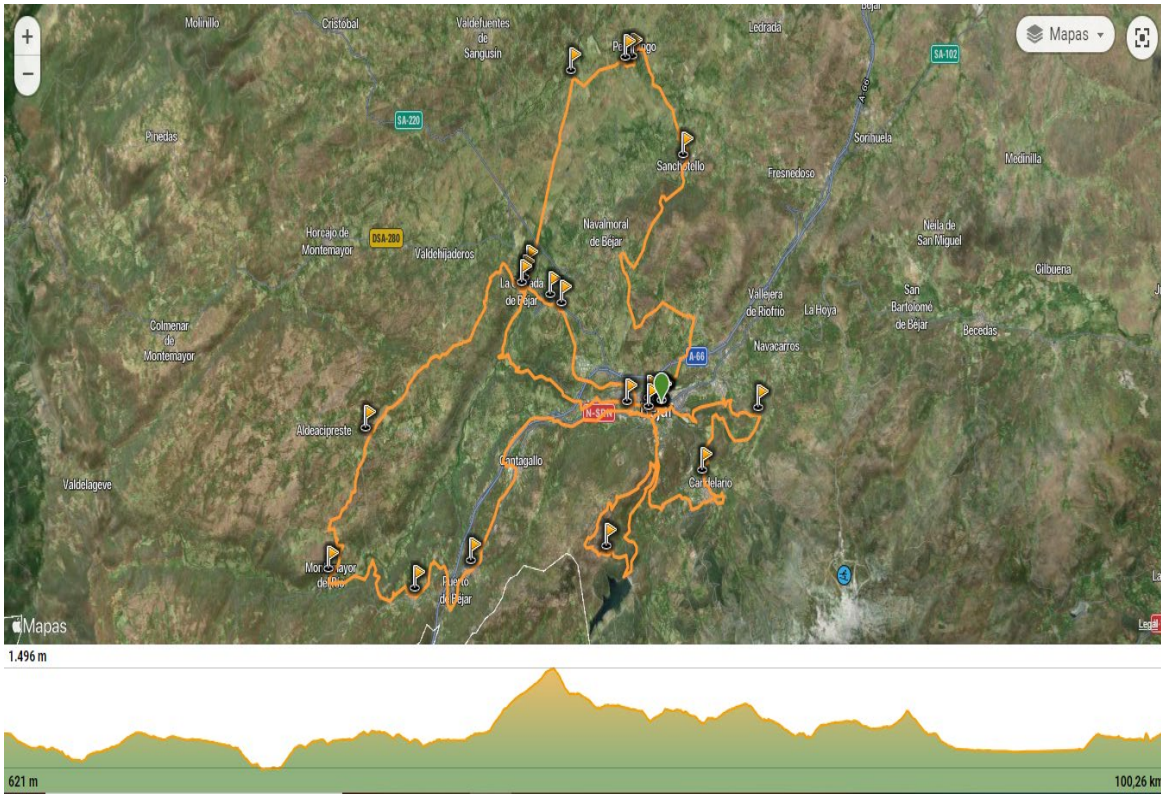 Molinillo
Cristóbal
Valdefuentes
de
Sangusín
Ledrada
Béjar
+
−
Mapas
SA-102
A-66
SA-220
Pinedas
Sorihuela
Medinilla
Sanchotello
Fresnedoso
Horcajo de
Montemayor
DSA-280
Valdehijaderos
Navalmoral
de Béjar
Neila de
San Miguel
Gilbuena
de Béjar
Vallejera
de Riofrío
La Hoya
San
Bartolomé
de Béjar
Becedas
Colmenar
de
Montemayor
Navacarros
A-66
Aldeacipreste
Cantagallo
Valdelageve
Candelario
Puerto
de Béjar
Mapas
Legal
1.496 m
621 m
100,26 km